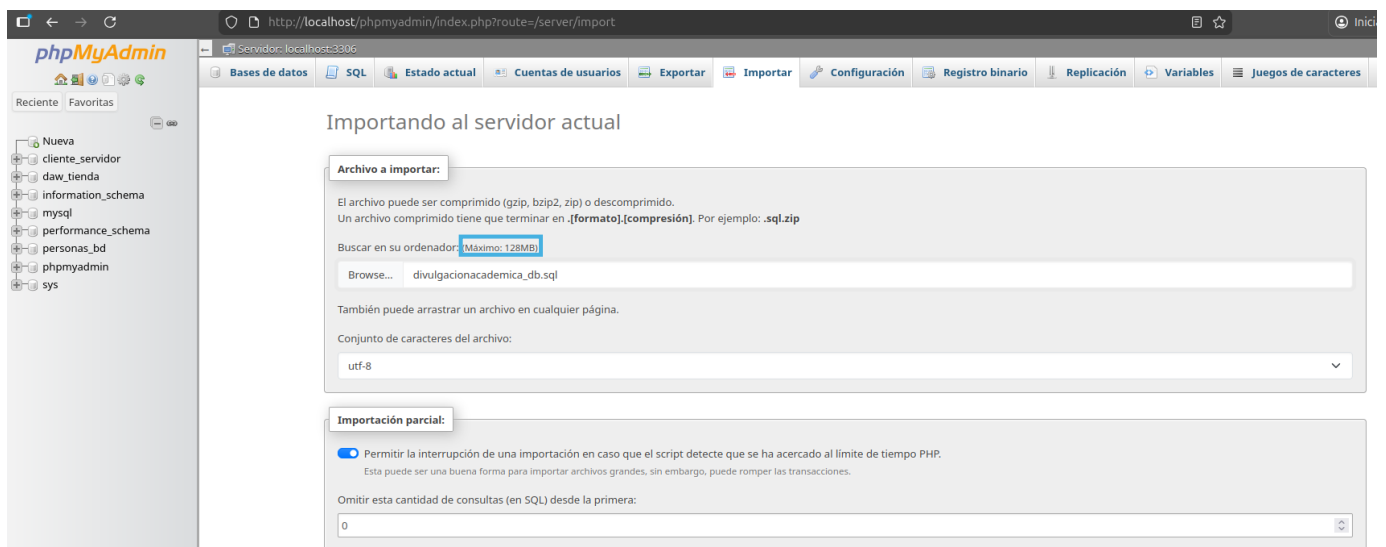 http://localhost/phpmyadmin/index.php?route=/server/import
Inicia
phpMyAdmin
Reciente Favoritas
Nueva
cliente_servidor
daw_tienda
information_schema
mysql
performance_schema
personas_bd
phpmyadmin
sys
Servidor: localhost:3306
Bases de datos SQL Estado actual Cuentas de usuarios Exportar Importar Configuración Registro binario Replicación Variables Juegos de caracteres
Importando al servidor actual
Archivo a importar:
El archivo puede ser comprimido (gzip, bzip2, zip) o descomprimido.
Un archivo comprimido tiene que terminar en .[formato].[compresión]. Por ejemplo: .sql.zip
Buscar en su ordenador: (Máximo: 128MB)
Browse... divulgacionacademica_db.sql
También puede arrastrar un archivo en cualquier página.
Conjunto de caracteres del archivo:
utf-8
Importación parcial:
Permitir la interrupción de una importación en caso que el script detecte que se ha acercado al límite de tiempo PHP.
Esta puede ser una buena forma para importar archivos grandes, sin embargo, puede romper las transacciones.
Omitir esta cantidad de consultas (en SQL) desde la primera:
0